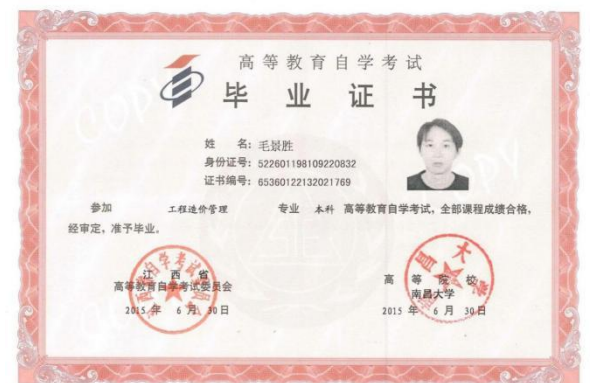 高等教育自学考试
毕业证书
姓 名：毛景胜
身份证号：522601198109220832
证书编号：65360122132021769
参加 工程造价管理 专业 本科 高等教育自学考试，全部课程成绩合格，
经审定，准予毕业。
江西省
高等教育自学考试委员会
2015 年 6 月 30日
高等院校
南昌大学
2015 年 6 月 30日
COPY
COPY